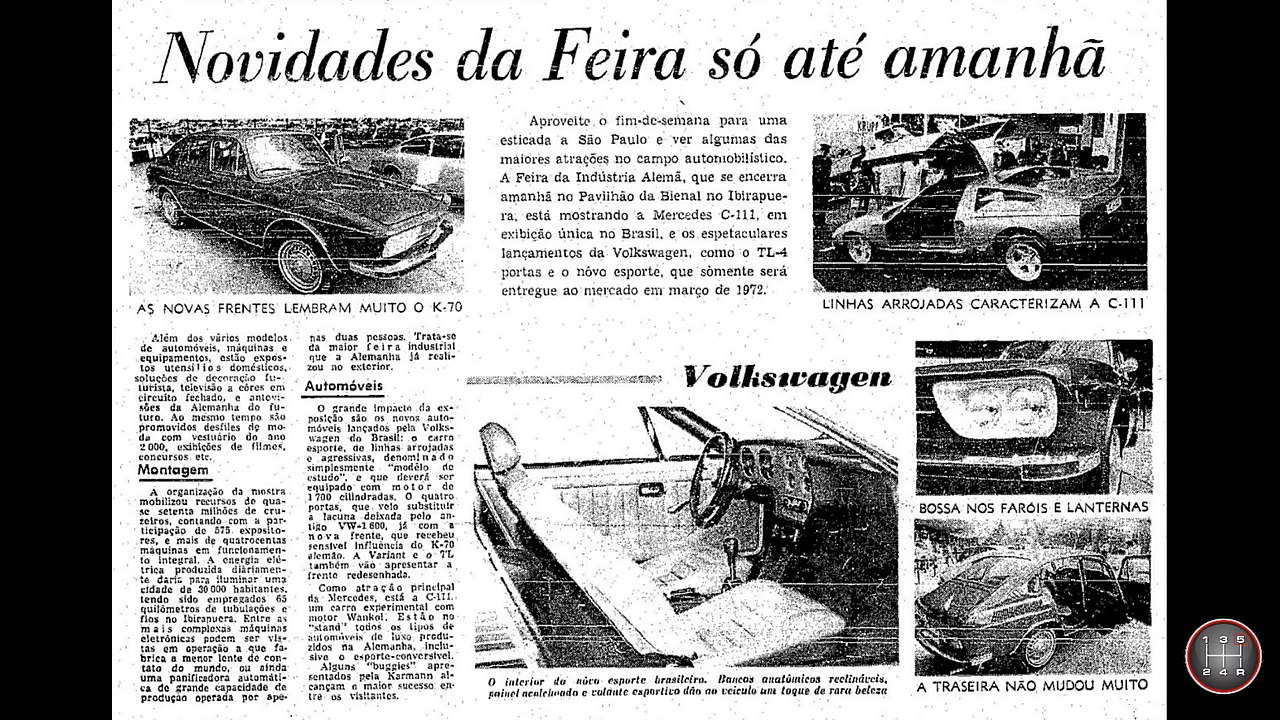 Novidades da Feira só até amanhã
KRUPP
Aproveite o fim-de-semana para uma
esticada a São Paulo e ver algumas das
maiores atrações no campo automobilístico.
A Feira da Indústria Alemã, que se encerra
amanhã no Pavilhão da Bienal no Ibirapue-
ra, está mostrando a Mercedes C-111, em
exibição única no Brasil, e os espetaculares
lançamentos da Volkswagen, como o TL-4
portas e o nôvo esporte, que sòmente será
entregue ao mercado em março de 1972.
AS NOVAS FRENTES LEMBRAM MUITO O K-70
LINHAS ARROJADAS CARACTERIZAM A C-111
Além dos vários modelos
de automóveis, máquinas e
equipamentos, estão expos-
tos utensílios domésticos,
soluções de decoração fu-
turista, televisão a côres em
circuito fechado, e antevi-
sões da Alemanha do fu-
turo. Ao mesmo tempo são
promovidos desfiles de mo-
da com vestuário do ano
2 000, exibições de filmes,
concursos etc.
Montagem
A organização da mostra
mobilizou recursos de qua-
se setenta milhões de cru-
zeiros, contando com a par-
ticipação de 575 exposito-
res, e mais de quatrocentas
máquinas em funcionamen-
to integral. A energia elé-
trica produzida diàriamen-
te daria para iluminar uma
cidade de 30 000 habitantes,
tendo sido empregados 65
quilômetros de tubulações e
fios no Ibirapuera. Entre as
mais complexas máquinas
eletrônicas podem ser vis-
tas em operação a que fa-
brica a menor lente de con-
tato do mundo, ou ainda
uma panificadora automáti-
ca de grande capacidade de
produção operada por ape-
nas duas pessoas. Trata-se
da maior feira industrial
que a Alemanha já reali-
zou no exterior.
Automóveis
O grande impacto da ex-
posição são os novos auto-
móveis lançados pela Volks-
wagen do Brasil: o carro
esporte, de linhas arrojadas
e agressivas, denominado
simplesmente "modêlo de
estudo", e que deverá ser
equipado com motor de
1 700 cilindradas. O quatro
portas, que veio substituir
a lacuna deixada pelo an-
tigo VW-1 600, já com a
nova frente, que recebeu
sensível influência do K-70
alemão. A Variant e o TL
também vão apresentar a
frente redesenhada.
Como atração principal
da Mercedes, está a C-111,
um carro experimental com
motor Wankel. Estão no
"stand" todos os tipos de
automóveis de luxo produ-
zidos na Alemanha, inclu-
sive o esporte-conversível.
Alguns "buggies" apre-
sentados pela Karmann al-
cançam o maior sucesso en-
tre os visitantes.
Volkswagen
O interior do nôvo esporte brasileiro. Bancos anatômicos reclináveis,
painel acolchoado e volante esportivo dão ao veículo um toque de rara beleza
BOSSA NOS FARÓIS E LANTERNAS
A TRASEIRA NÃO MUDOU MUITO
1 3 5
2 4 R